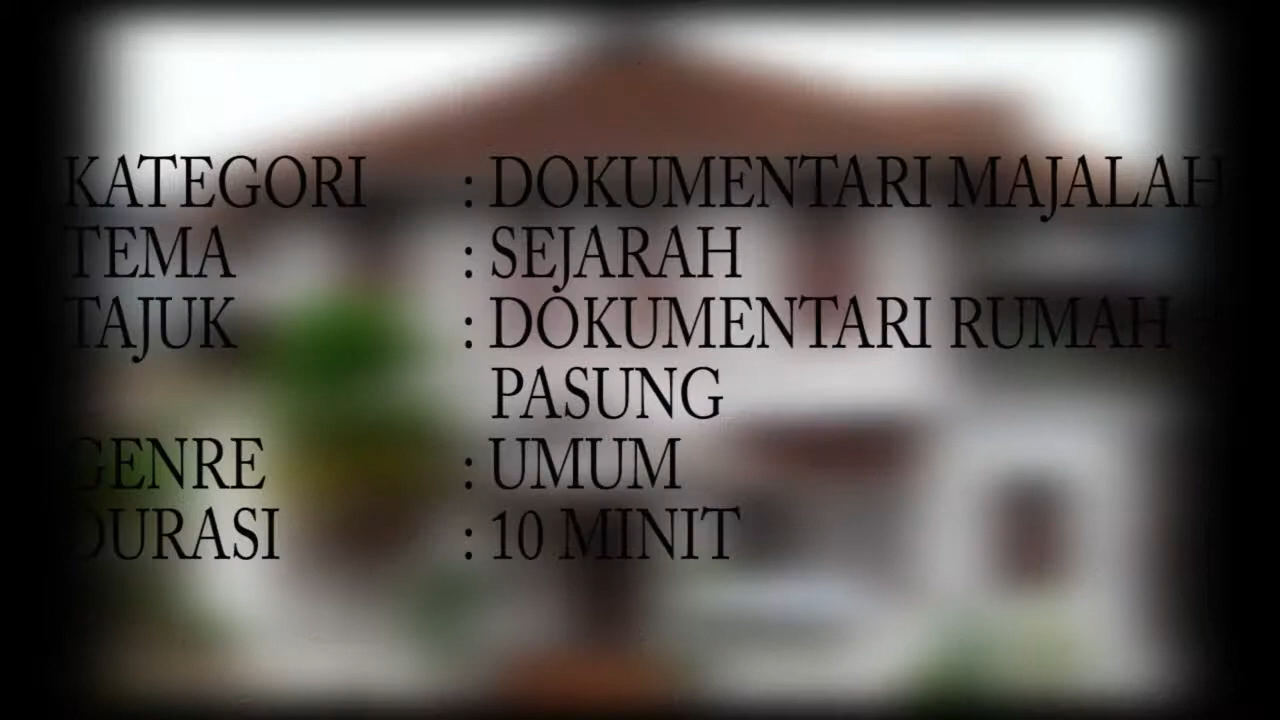 KATEGORI : DOKUMENTARI MAJALAH
TEMA : SEJARAH
TAJUK : DOKUMENTARI RUMAH
PASUNG
GENRE : UMUM
DURASI : 10 MINIT